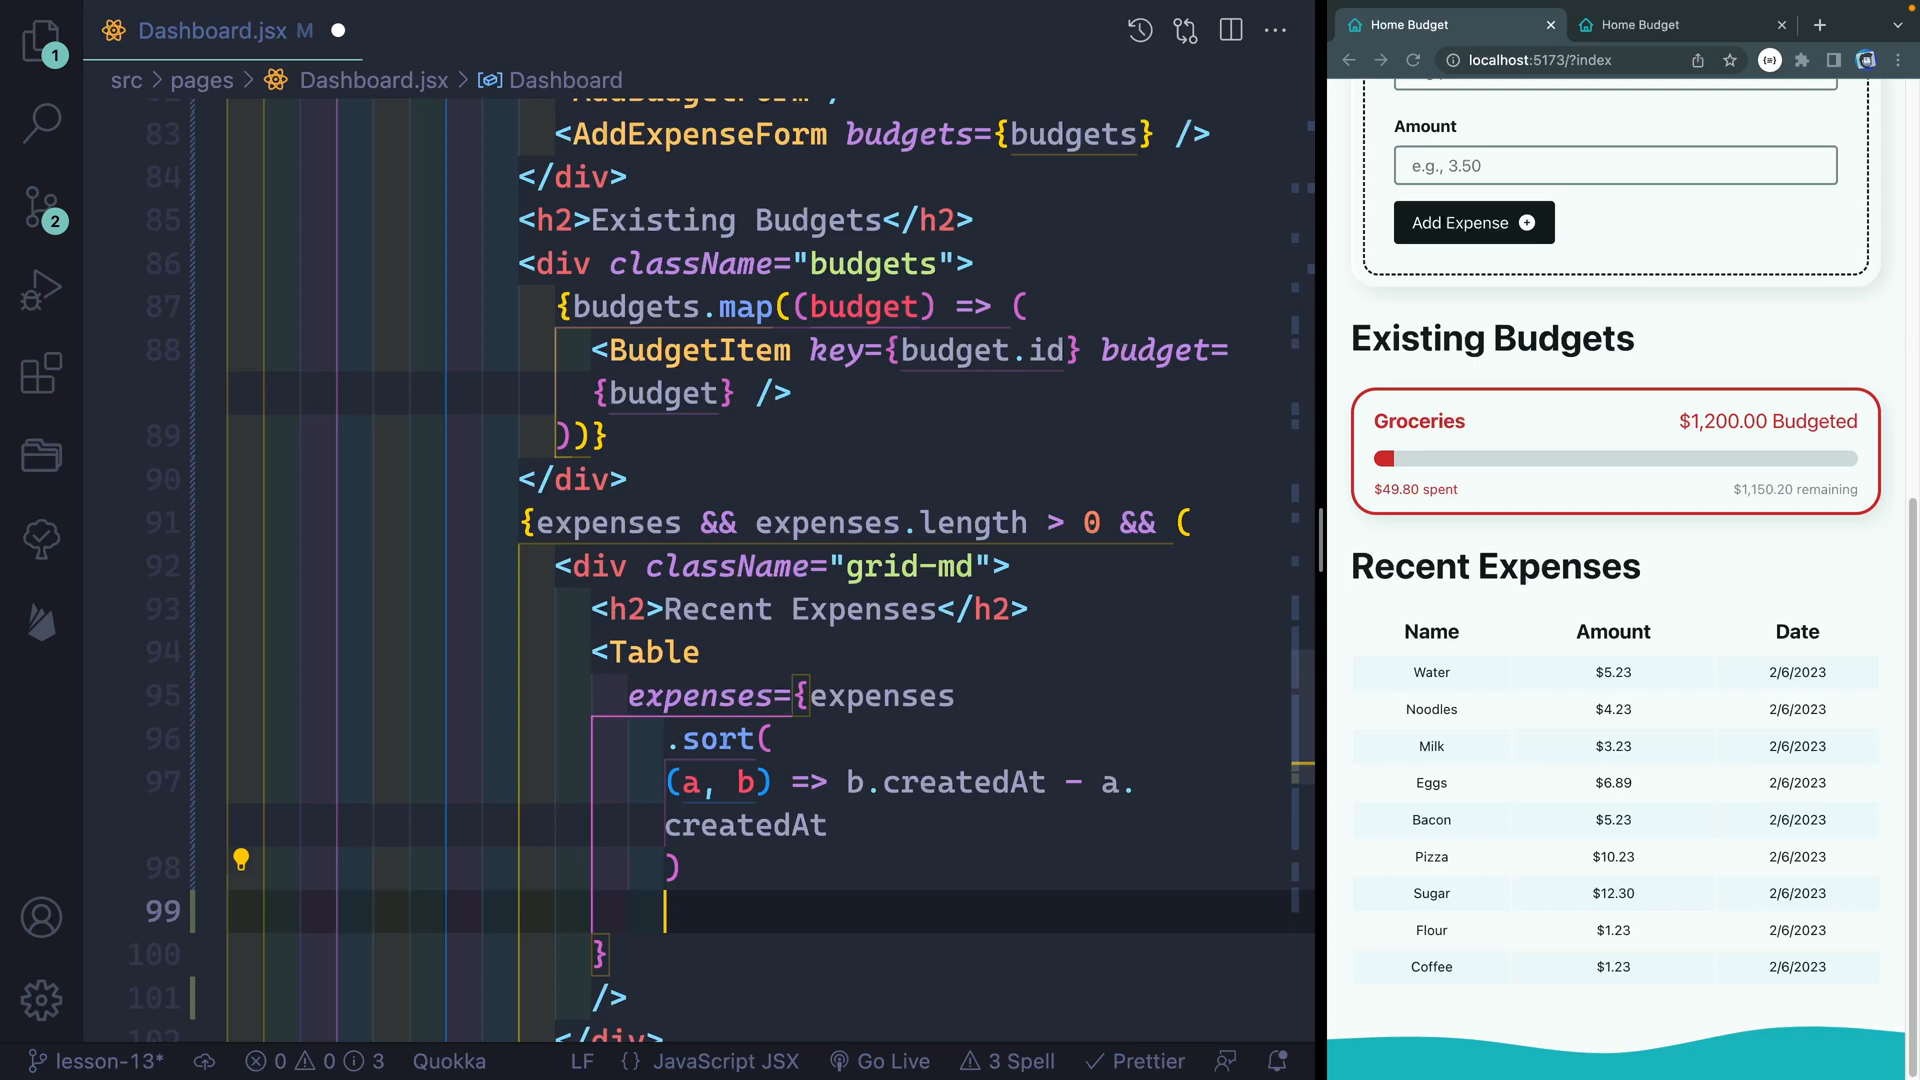 Dashboard.jsx M
1
src > pages > Dashboard.jsx > Dashboard
83 <AddExpenseForm budgets={budgets} />
84 </div>
85 <h2>Existing Budgets</h2>
86 <div className="budgets">
87 {budgets.map((budget) => (
88 <BudgetItem key={budget.id} budget=
{budget} />
89 ))}
90 </div>
91 {expenses && expenses.length > 0 && (
92 <div className="grid-md">
93 <h2>Recent Expenses</h2>
94 <Table
95 expenses={expenses
96 .sort(
97 (a, b) => b.createdAt - a.
createdAt
98 )
99
100 }
101 />
102 </div>
2
lesson-13* 0 0 3 Quokka LF {} JavaScript JSX Go Live 3 Spell Prettier
Home Budget
Home Budget
localhost:5173/?index
Amount
e.g., 3.50
Add Expense
Existing Budgets
Groceries $1,200.00 Budgeted
$49.80 spent $1,150.20 remaining
Recent Expenses
Name Amount Date
Water $5.23 2/6/2023
Noodles $4.23 2/6/2023
Milk $3.23 2/6/2023
Eggs $6.89 2/6/2023
Bacon $5.23 2/6/2023
Pizza $10.23 2/6/2023
Sugar $12.30 2/6/2023
Flour $1.23 2/6/2023
Coffee $1.23 2/6/2023